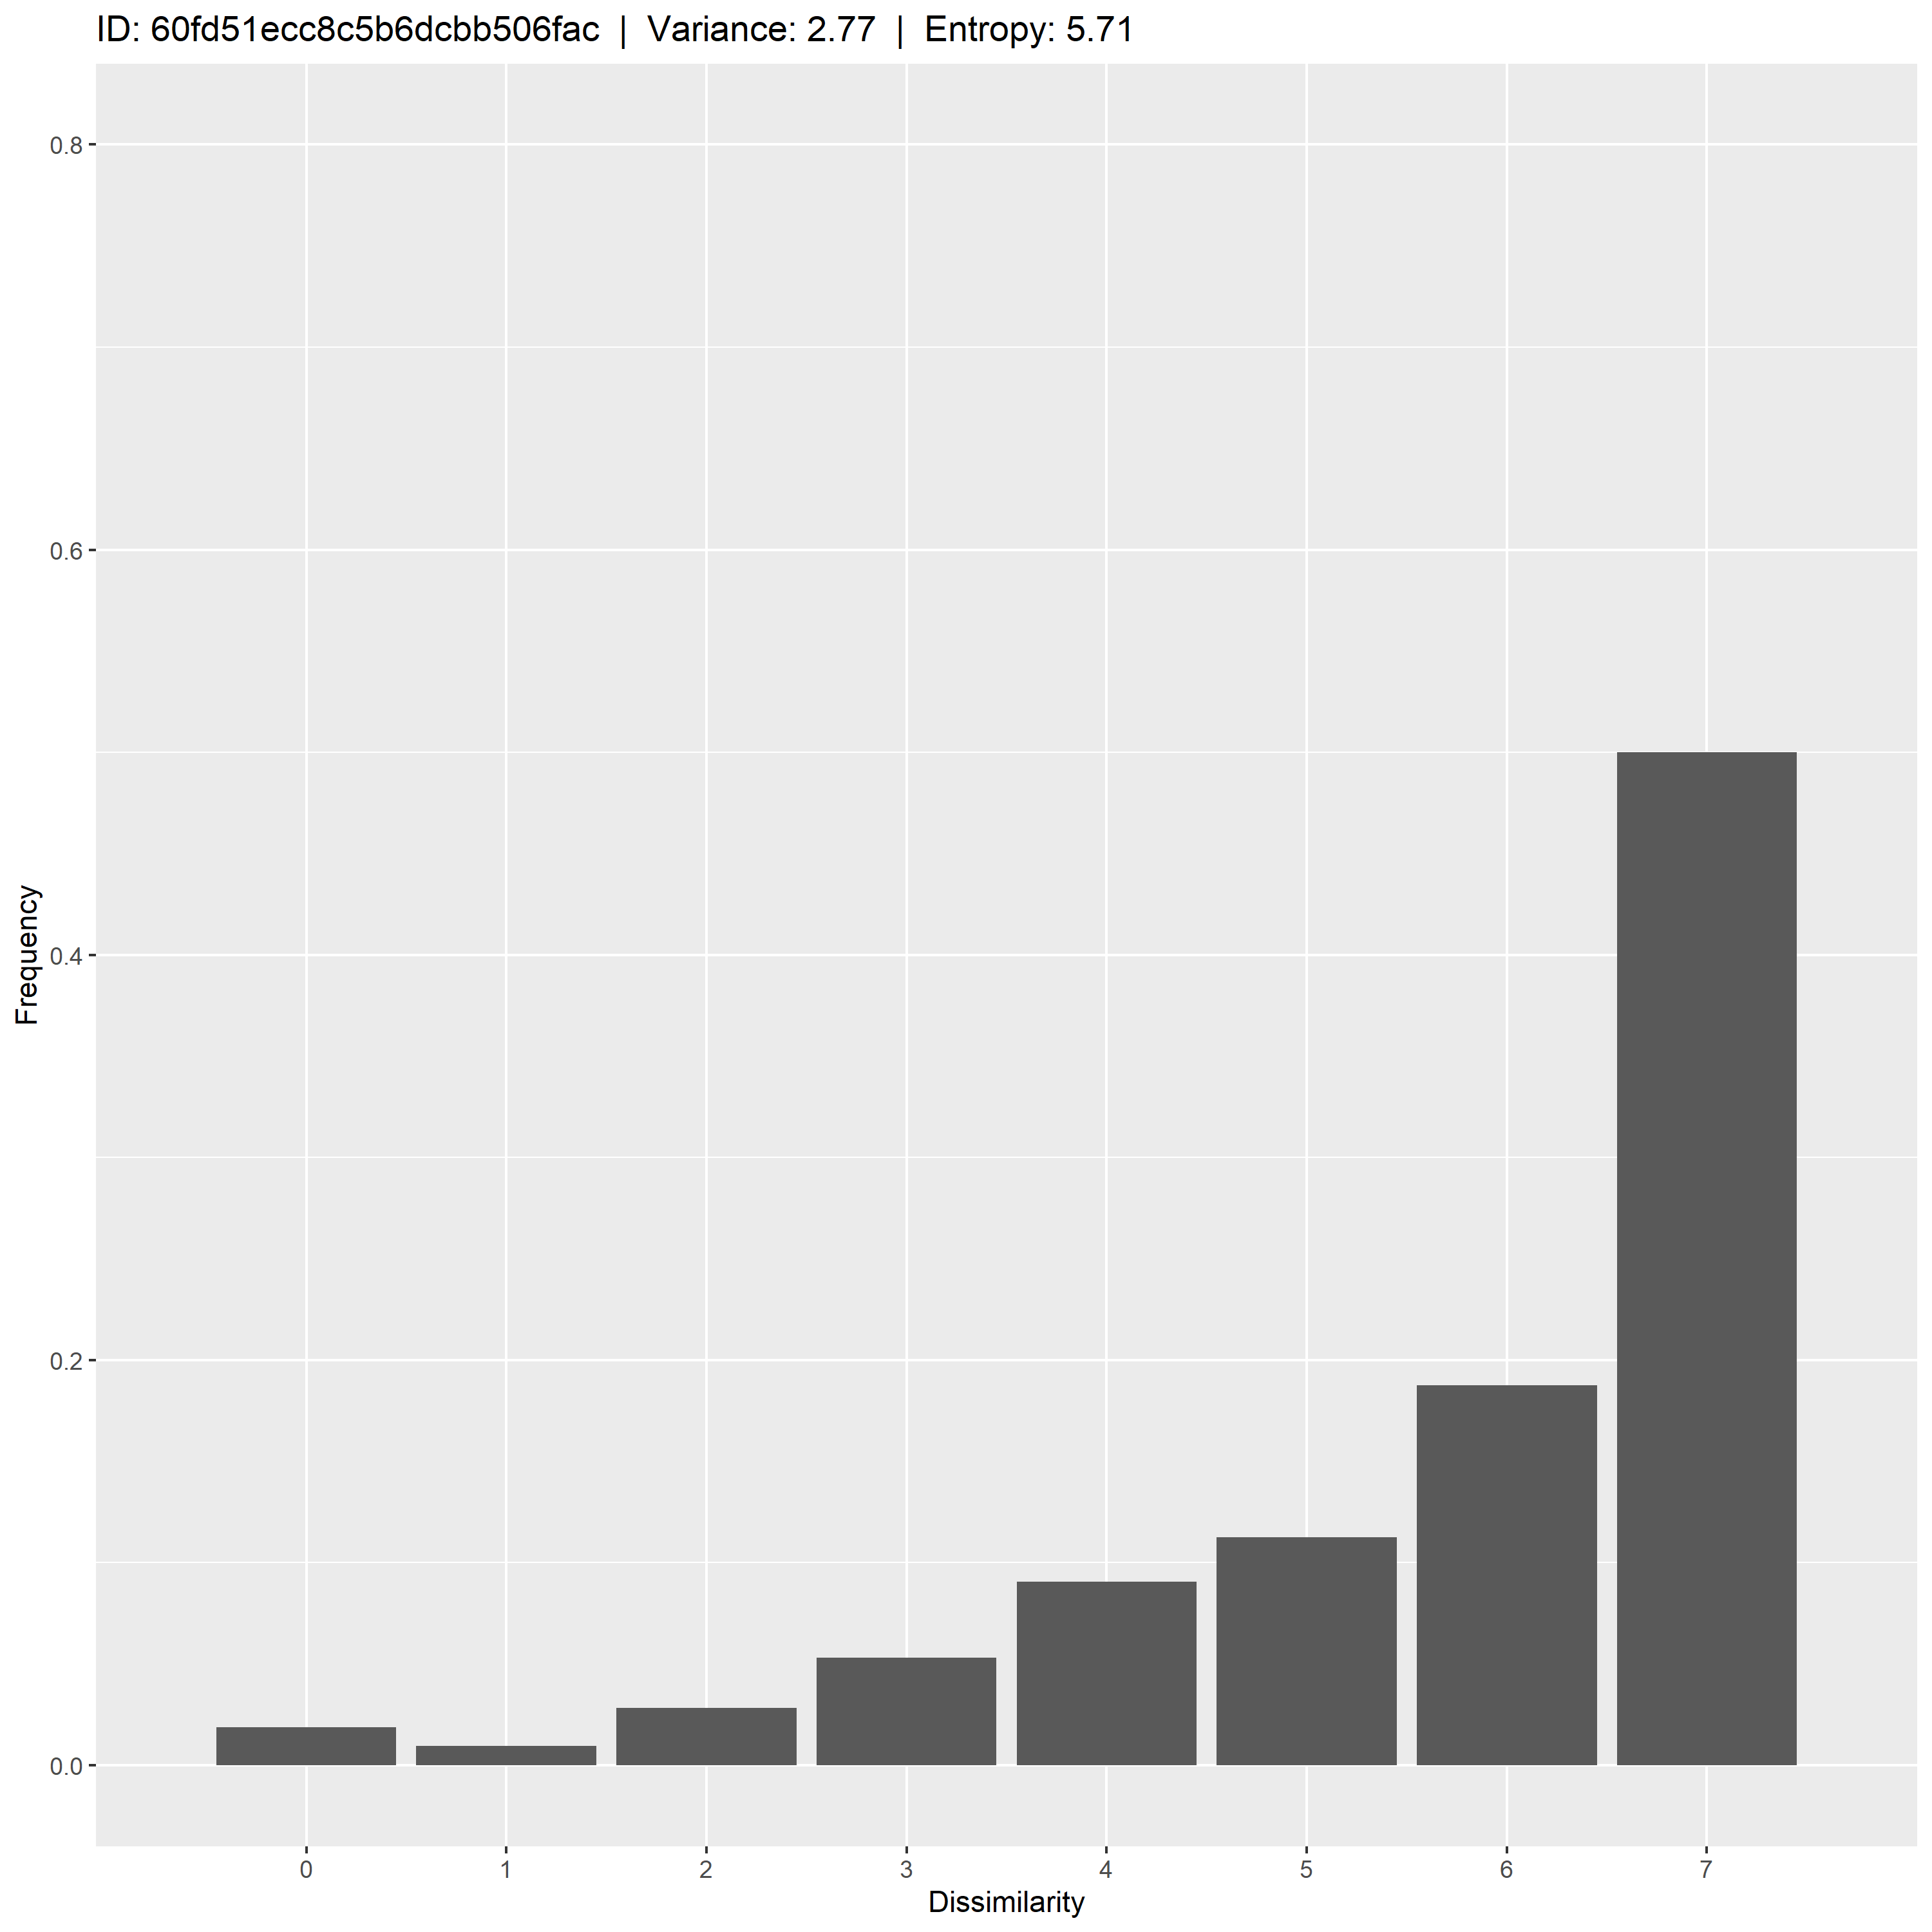 ID: 60fd51ecc8c5b6dcbb506fac | Variance: 2.77 | Entropy: 5.71
0.8
0.6
0.4
0.2
0.0
Frequency
0 1 2 3 4 5 6 7
Dissimilarity